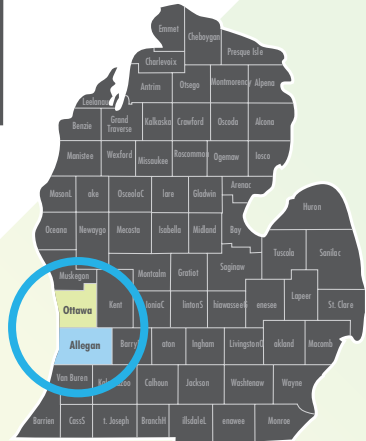 Emmet
Cheboygan
Presque Isle
Charlevoix
Antrim Otsego Montmorency Alpena
Leelanau
Benzie Grand Traverse Kalkaska Crawford Oscoda Alcona
Manistee Wexford Missaukee Roscommon Ogemaw Iosco
Arenac
MasonL ake OsceolaC lare Gladwin
Huron
Oceana Newaygo Mecosta Isabella Midland Bay
Tuscola Sanilac
Muskegon Montcalm Gratiot Saginaw
Ottawa Kent IoniaC lintonS hiawasseeG enesee Lapeer St. Clare
Allegan Barry aton Ingham LivingstonO akland Macomb
Van Buren Kalamazoo Calhoun Jackson Washtenaw Wayne
Barrien CassS t. Joseph BranchH illsdaleL enawee Monroe